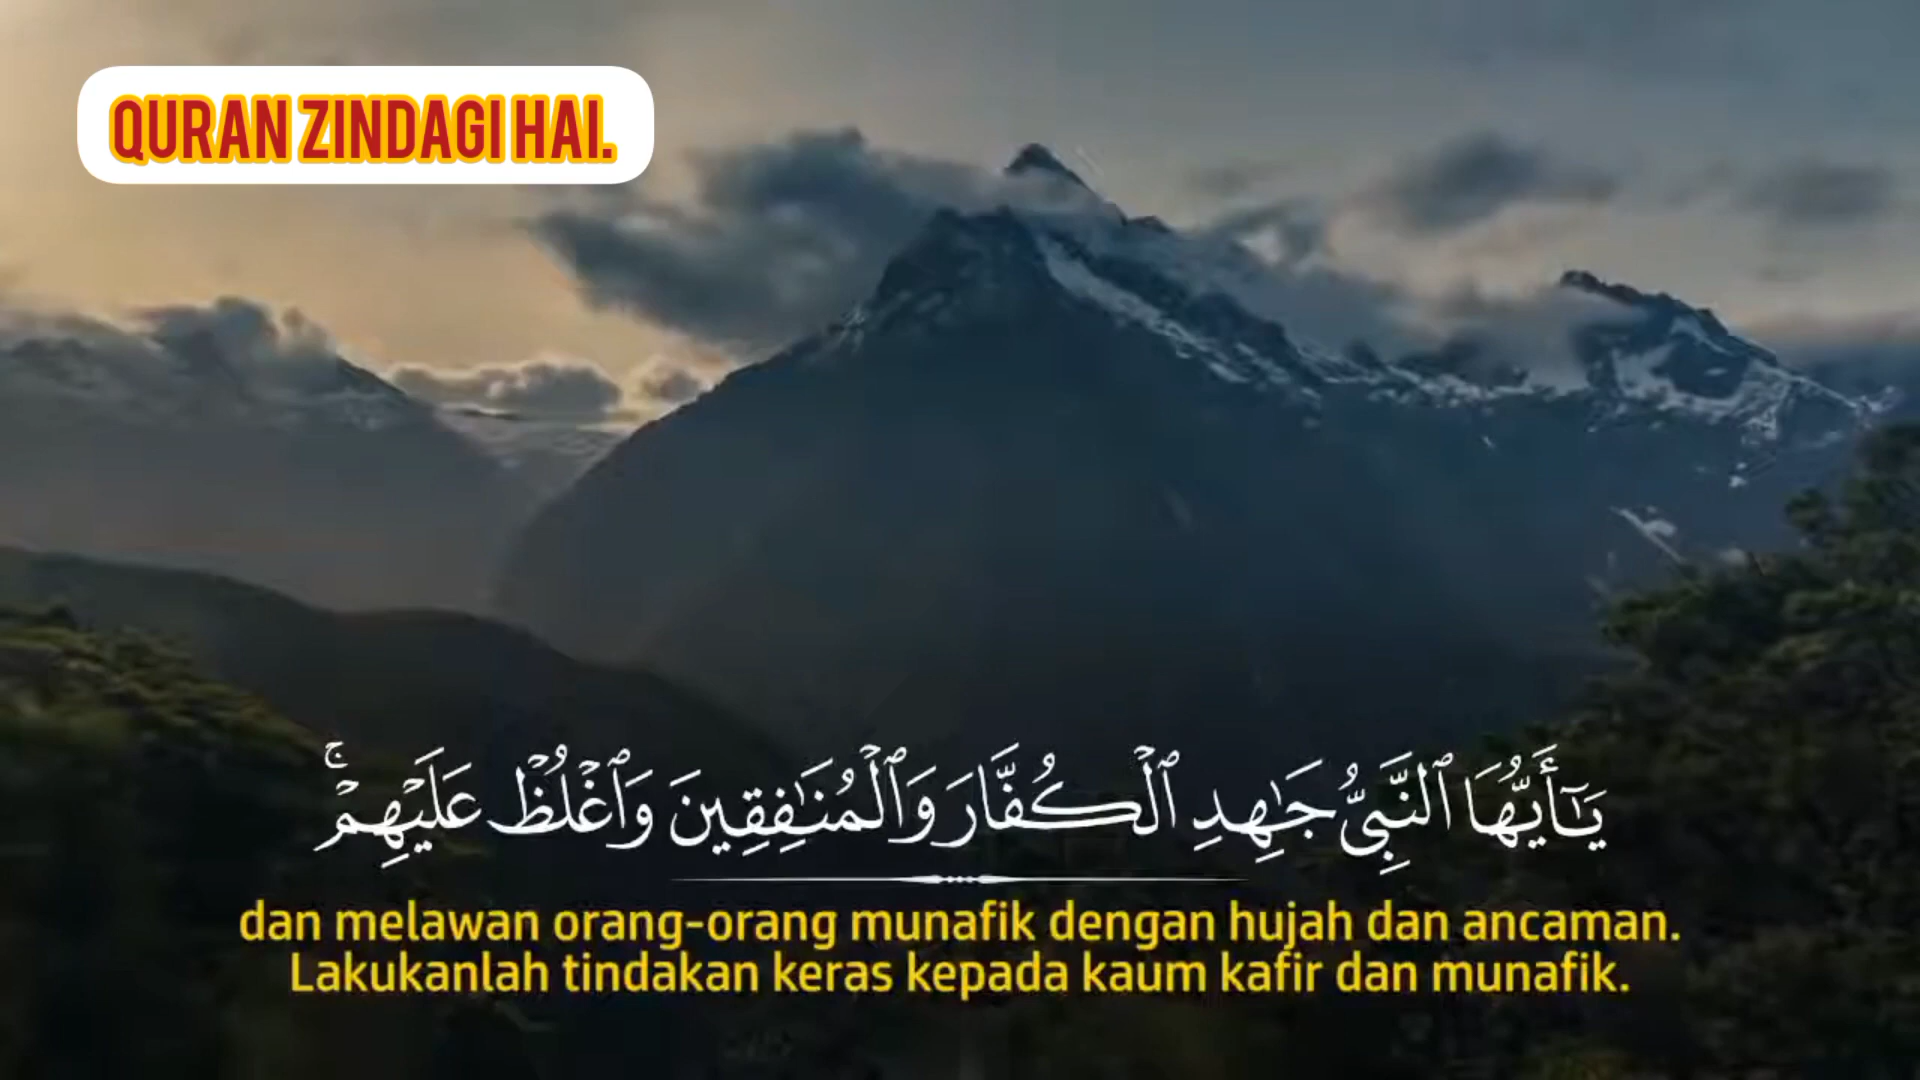 QURAN ZINDAGI HAI.
يَـٰٓأَيُّهَا ٱلنَّبِىُّ جَـٰهِدِ ٱلْكُفَّارَ وَٱلْمُنَـٰفِقِينَ وَٱغْلُظْ عَلَيْهِمْ ۚ
dan melawan orang-orang munafik dengan hujah dan ancaman.
Lakukanlah tindakan keras kepada kaum kafir dan munafik.